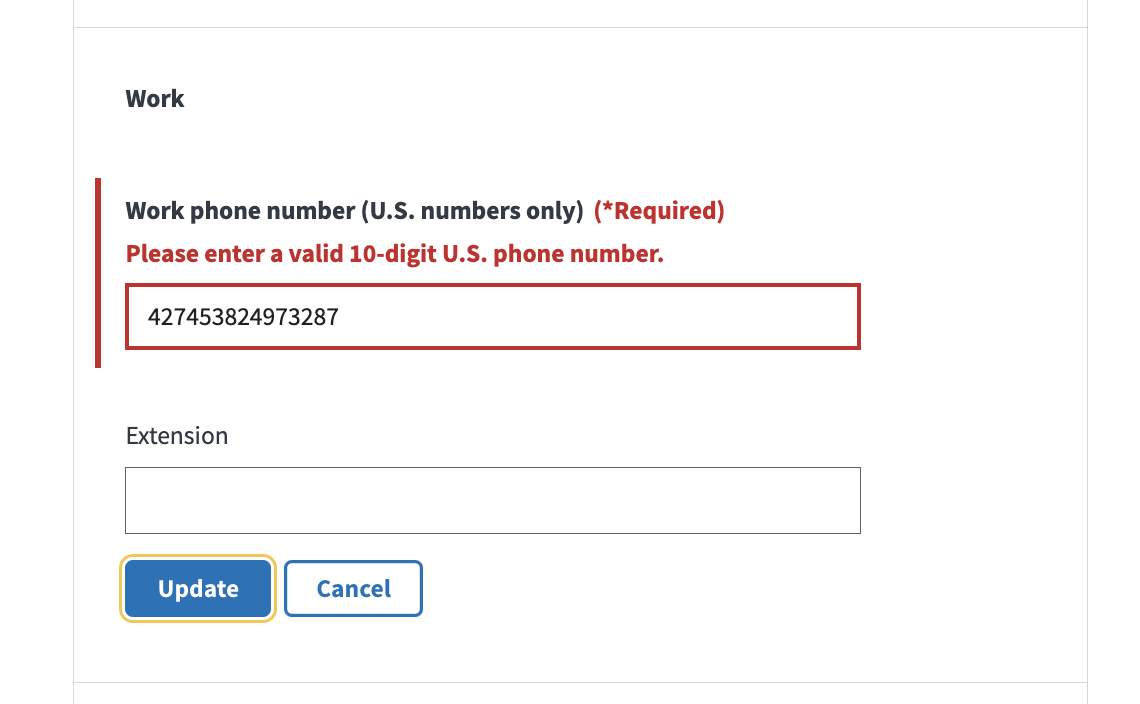 Work
Work phone number (U.S. numbers only) (*Required)
Please enter a valid 10-digit U.S. phone number.
427453824973287
Extension
Update Cancel